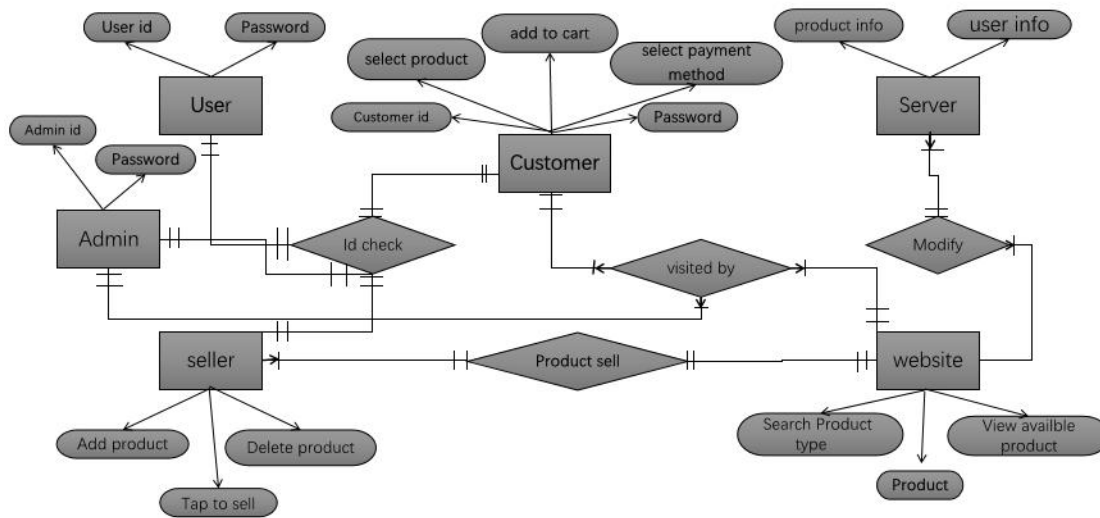 User id
Password
add to cart
product info
user info
select product
select payment
method
User
Server
Admin id
Customer id
Password
Password
Customer
Admin
Id check
Modify
visited by
seller
Product sell
website
Add product
Delete product
Search Product
type
View availble
product
Tap to sell
Product